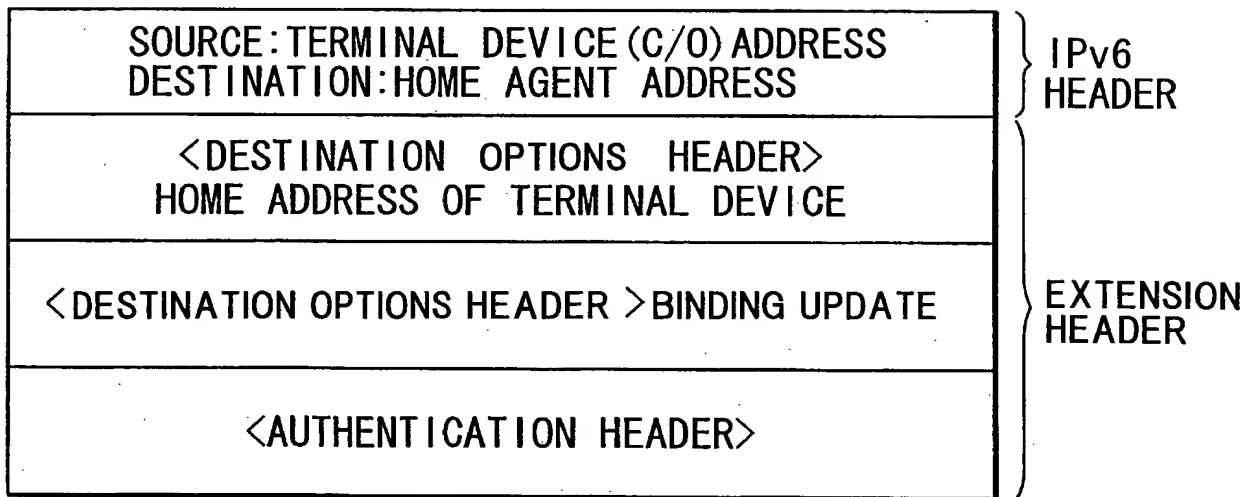 SOURCE:TERMINAL DEVICE(C/O)ADDRESS
DESTINATION:HOME AGENT ADDRESS
IPv6
HEADER
<DESTINATION OPTIONS HEADER>
HOME ADDRESS OF TERMINAL DEVICE
<DESTINATION OPTIONS HEADER >BINDING UPDATE
EXTENSION
HEADER
<AUTHENTICATION HEADER>